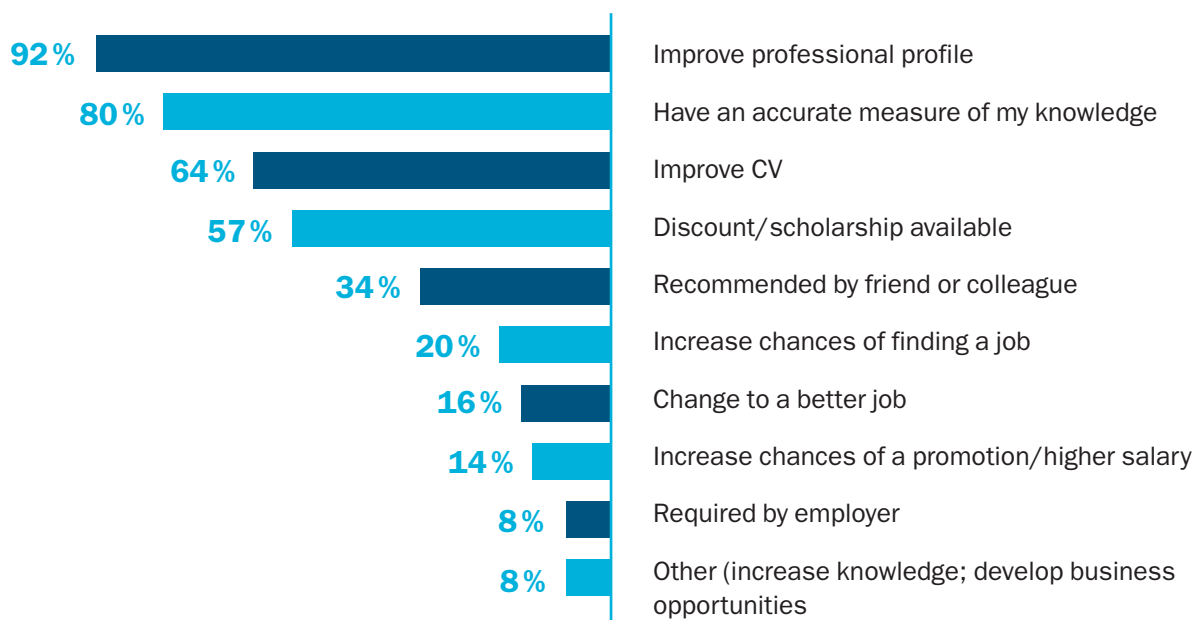 92% Improve professional profile
80% Have an accurate measure of my knowledge
64% Improve CV
57% Discount/scholarship available
34% Recommended by friend or colleague
20% Increase chances of finding a job
16% Change to a better job
14% Increase chances of a promotion/higher salary
8% Required by employer
8% Other (increase knowledge; develop business
opportunities